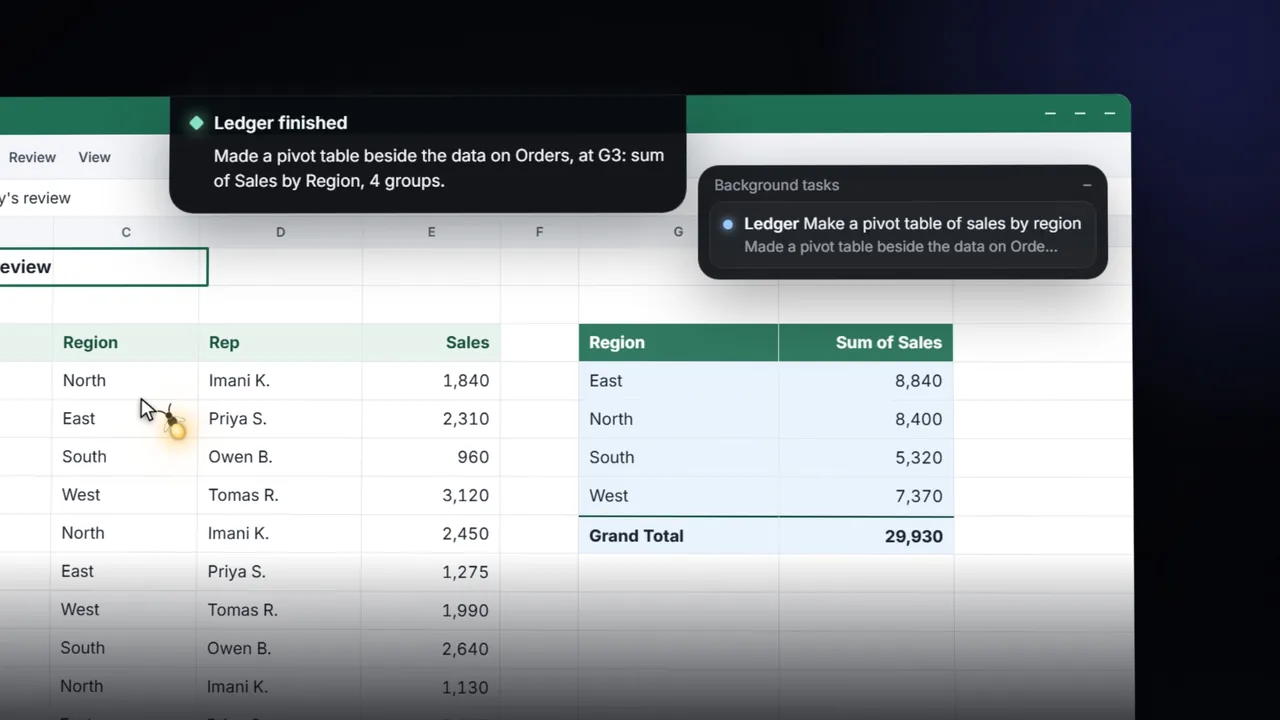 Ledger finished
Made a pivot table beside the data on Orders, at G3: sum
of Sales by Region, 4 groups.
Review View
Background tasks
y's review
Ledger Make a pivot table of sales by region
Made a pivot table beside the data on Orde...
C D E F G
eview
Region Rep Sales Region Sum of Sales
North Imani K. 1,840 East 8,840
East Priya S. 2,310 North 8,400
South Owen B. 960 South 5,320
West Tomas R. 3,120 West 7,370
North Imani K. 2,450 Grand Total 29,930
East Priya S. 1,275
West Tomas R. 1,990
South Owen B. 2,640
North Imani K. 1,130